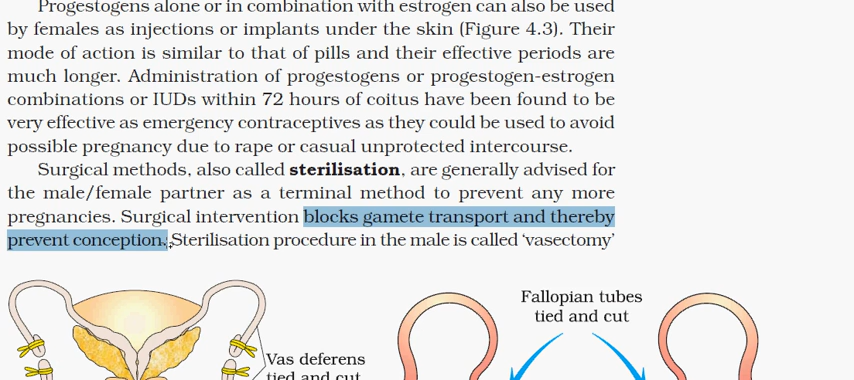 Progestogens alone or in combination with estrogen can also be used
by females as injections or implants under the skin (Figure 4.3). Their
mode of action is similar to that of pills and their effective periods are
much longer. Administration of progestogens or progestogen-estrogen
combinations or IUDs within 72 hours of coitus have been found to be
very effective as emergency contraceptives as they could be used to avoid
possible pregnancy due to rape or casual unprotected intercourse.
Surgical methods, also called sterilisation, are generally advised for
the male/female partner as a terminal method to prevent any more
pregnancies. Surgical intervention blocks gamete transport and thereby
prevent conception. Sterilisation procedure in the male is called ‘vasectomy’
Fallopian tubes
tied and cut
Vas deferens
tied and cut